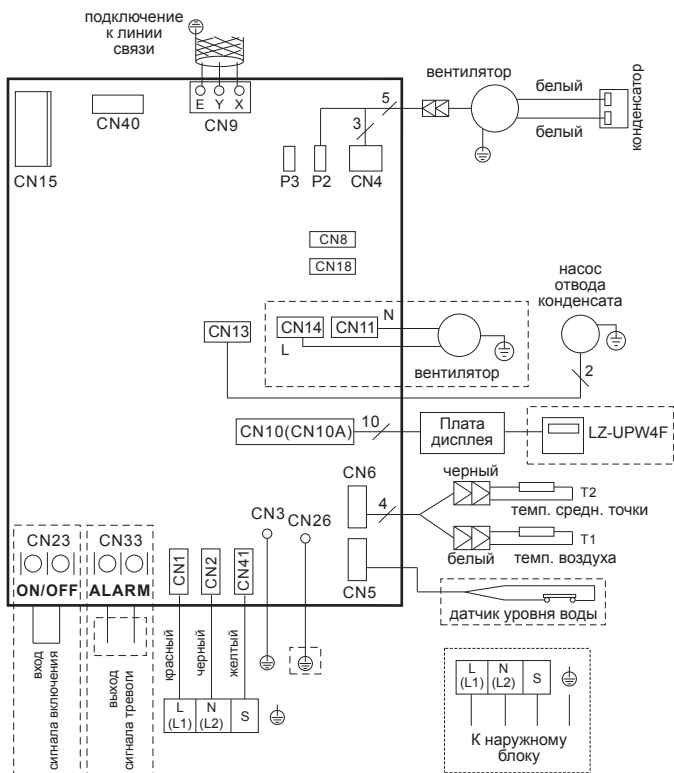 подключение
к линии
связи
E Y X
CN9
CN40
CN15
вентилятор
белый
белый
конденсатор
5
3
P3
P2
CN4
CN8
CN18
насос
отвода
конденсата
CN13
CN14
CN11
N
L
вентилятор
2
CN10(CN10A)
10
Плата
дисплея
LZ-UPW4F
CN6
4
черный
T2
темп. средн. точки
белый
T1
темп. воздуха
CN5
датчик уровня воды
CN3
CN26
CN23
ON/OFF
CN33
ALARM
CN1
CN2
CN41
красный
черный
желтый
вход
сигнала включения
выход
сигнала тревоги
L
(L1)
N
(L2)
S
L
(L1)
N
(L2)
S
К наружному
блоку